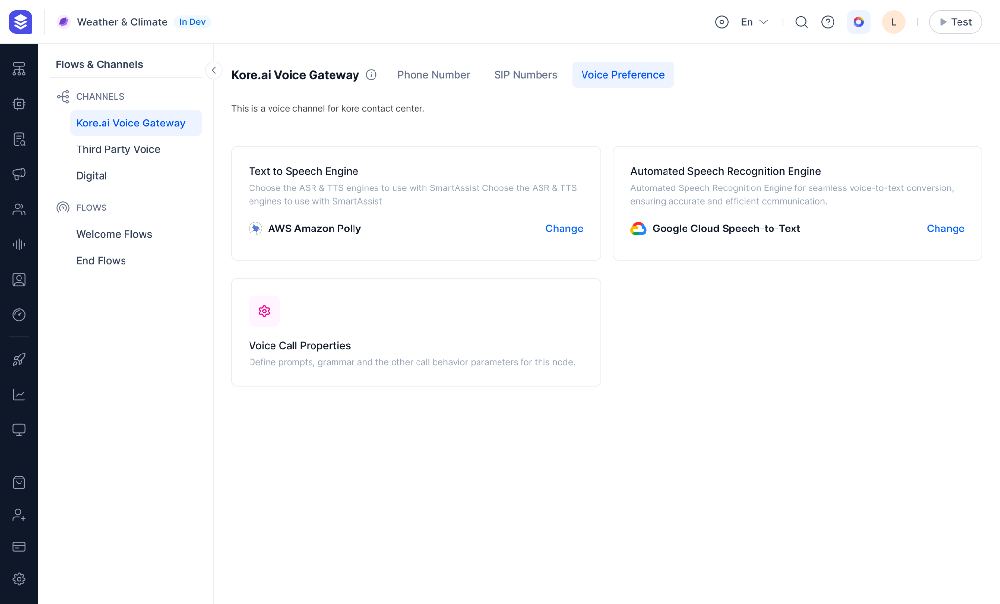 Weather & Climate
In Dev
En
L
Test
Flows & Channels
CHANNELS
Kore.ai Voice Gateway
Third Party Voice
Digital
FLOWS
Welcome Flows
End Flows
Kore.ai Voice Gateway
Phone Number
SIP Numbers
Voice Preference
This is a voice channel for kore contact center.
Text to Speech Engine
Choose the ASR & TTS engines to use with SmartAssist Choose the ASR & TTS
engines to use with SmartAssist
AWS Amazon Polly
Change
Automated Speech Recognition Engine
Automated Speech Recognition Engine for seamless voice-to-text conversion,
ensuring accurate and efficient communication.
Google Cloud Speech-to-Text
Change
Voice Call Properties
Define prompts, grammar and the other call behavior parameters for this node.